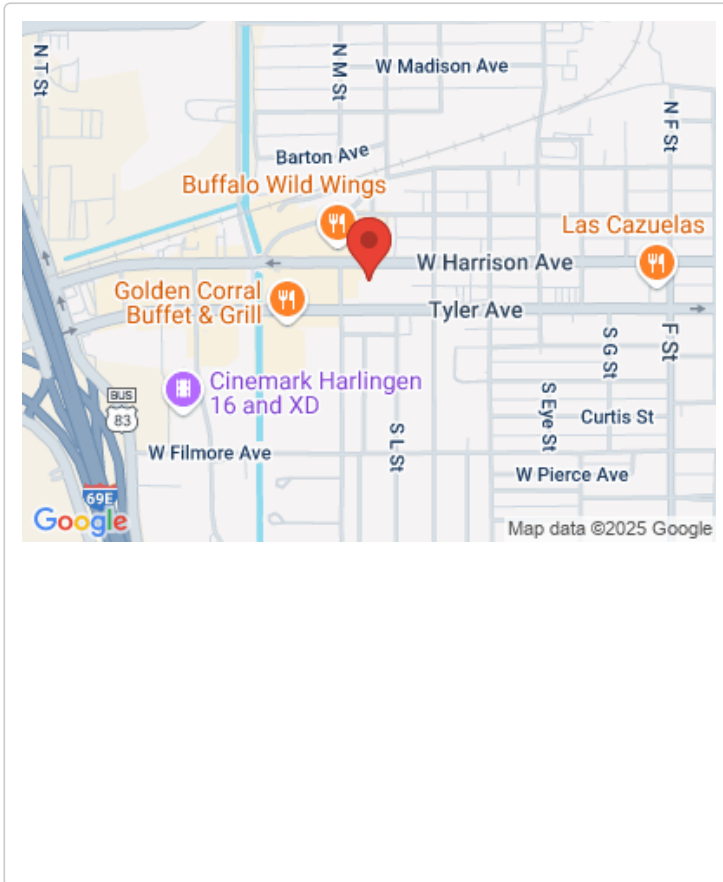 N T St
N M St
W Madison Ave
N F St
Barton Ave
Buffalo Wild Wings
Las Cazuelas
W Harrison Ave
Golden Corral
Buffet & Grill
Tyler Ave
S G St
F St
Cinemark Harlingen
16 and XD
BUS
83
S Eye St
Curtis St
S L St
W Filmore Ave
W Pierce Ave
69E
Google
Map data ©2025 Google